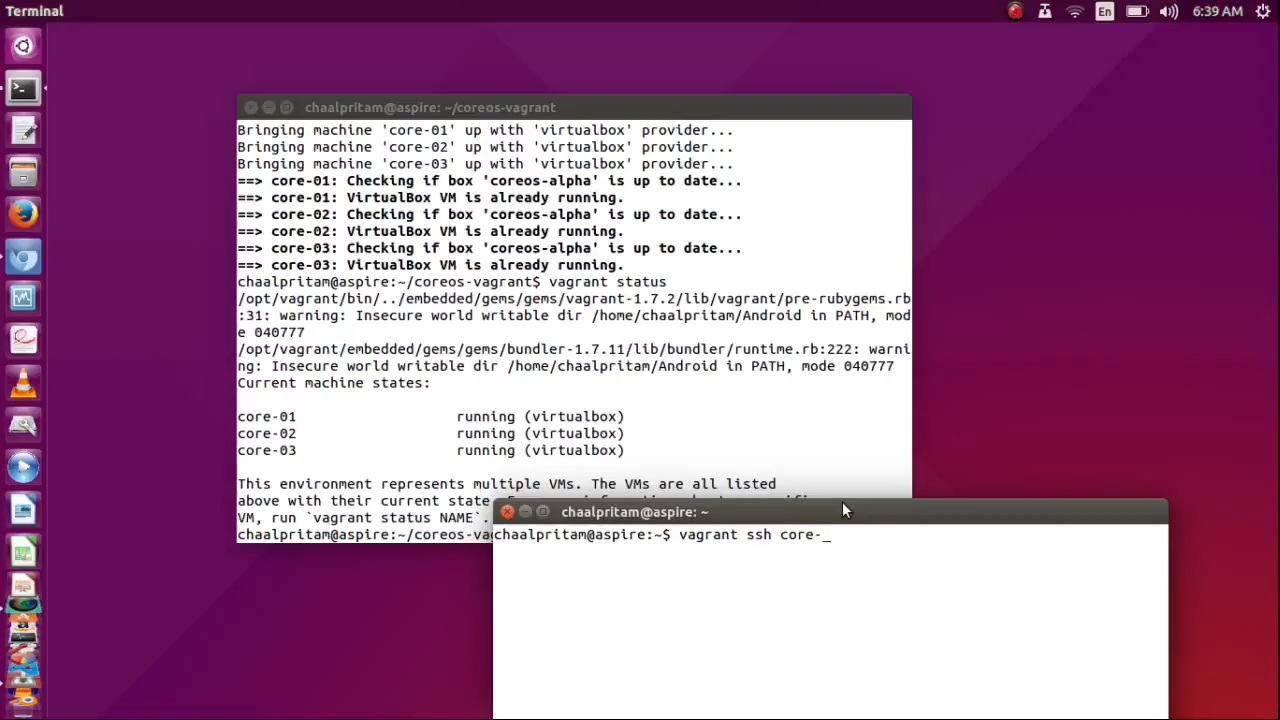 Terminal
En
6:39 AM
chaalpritam@aspire: ~/coreos-vagrant
Bringing machine 'core-01' up with 'virtualbox' provider...
Bringing machine 'core-02' up with 'virtualbox' provider...
Bringing machine 'core-03' up with 'virtualbox' provider...
==> core-01: Checking if box 'coreos-alpha' is up to date...
==> core-01: VirtualBox VM is already running.
==> core-02: Checking if box 'coreos-alpha' is up to date...
==> core-02: VirtualBox VM is already running.
==> core-03: Checking if box 'coreos-alpha' is up to date...
==> core-03: VirtualBox VM is already running.
chaalpritam@aspire:~/coreos-vagrant$ vagrant status
/opt/vagrant/bin/../embedded/gems/gems/vagrant-1.7.2/lib/vagrant/pre-rubygems.rb
:31: warning: Insecure world writable dir /home/chaalpritam/Android in PATH, mod
e 040777
/opt/vagrant/embedded/gems/gems/bundler-1.7.11/lib/bundler/runtime.rb:222: warni
ng: Insecure world writable dir /home/chaalpritam/Android in PATH, mode 040777
Current machine states:
core-01 running (virtualbox)
core-02 running (virtualbox)
core-03 running (virtualbox)
This environment represents multiple VMs. The VMs are all listed
above with their current state.
VM, run `vagrant status NAME`.
chaalpritam@aspire:~/coreos-va
chaalpritam@aspire: ~
chaalpritam@aspire:~$ vagrant ssh core-_